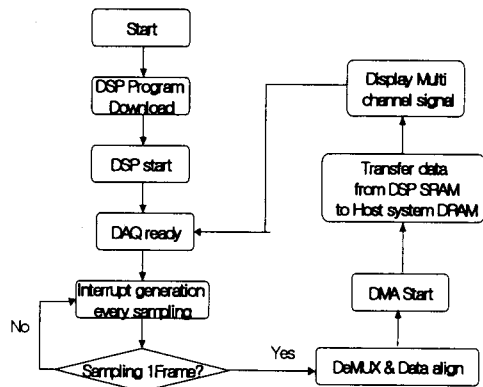 Start
DSP Program
Download
DSP start
DAQ ready
Interrupt generation
every sampling
No
Sampling 1Frame?
Yes
DeMUX & Data align
DMA Start
Transfer data
from DSP SRAM
to Host system DRAM
Display Multi
channel signal